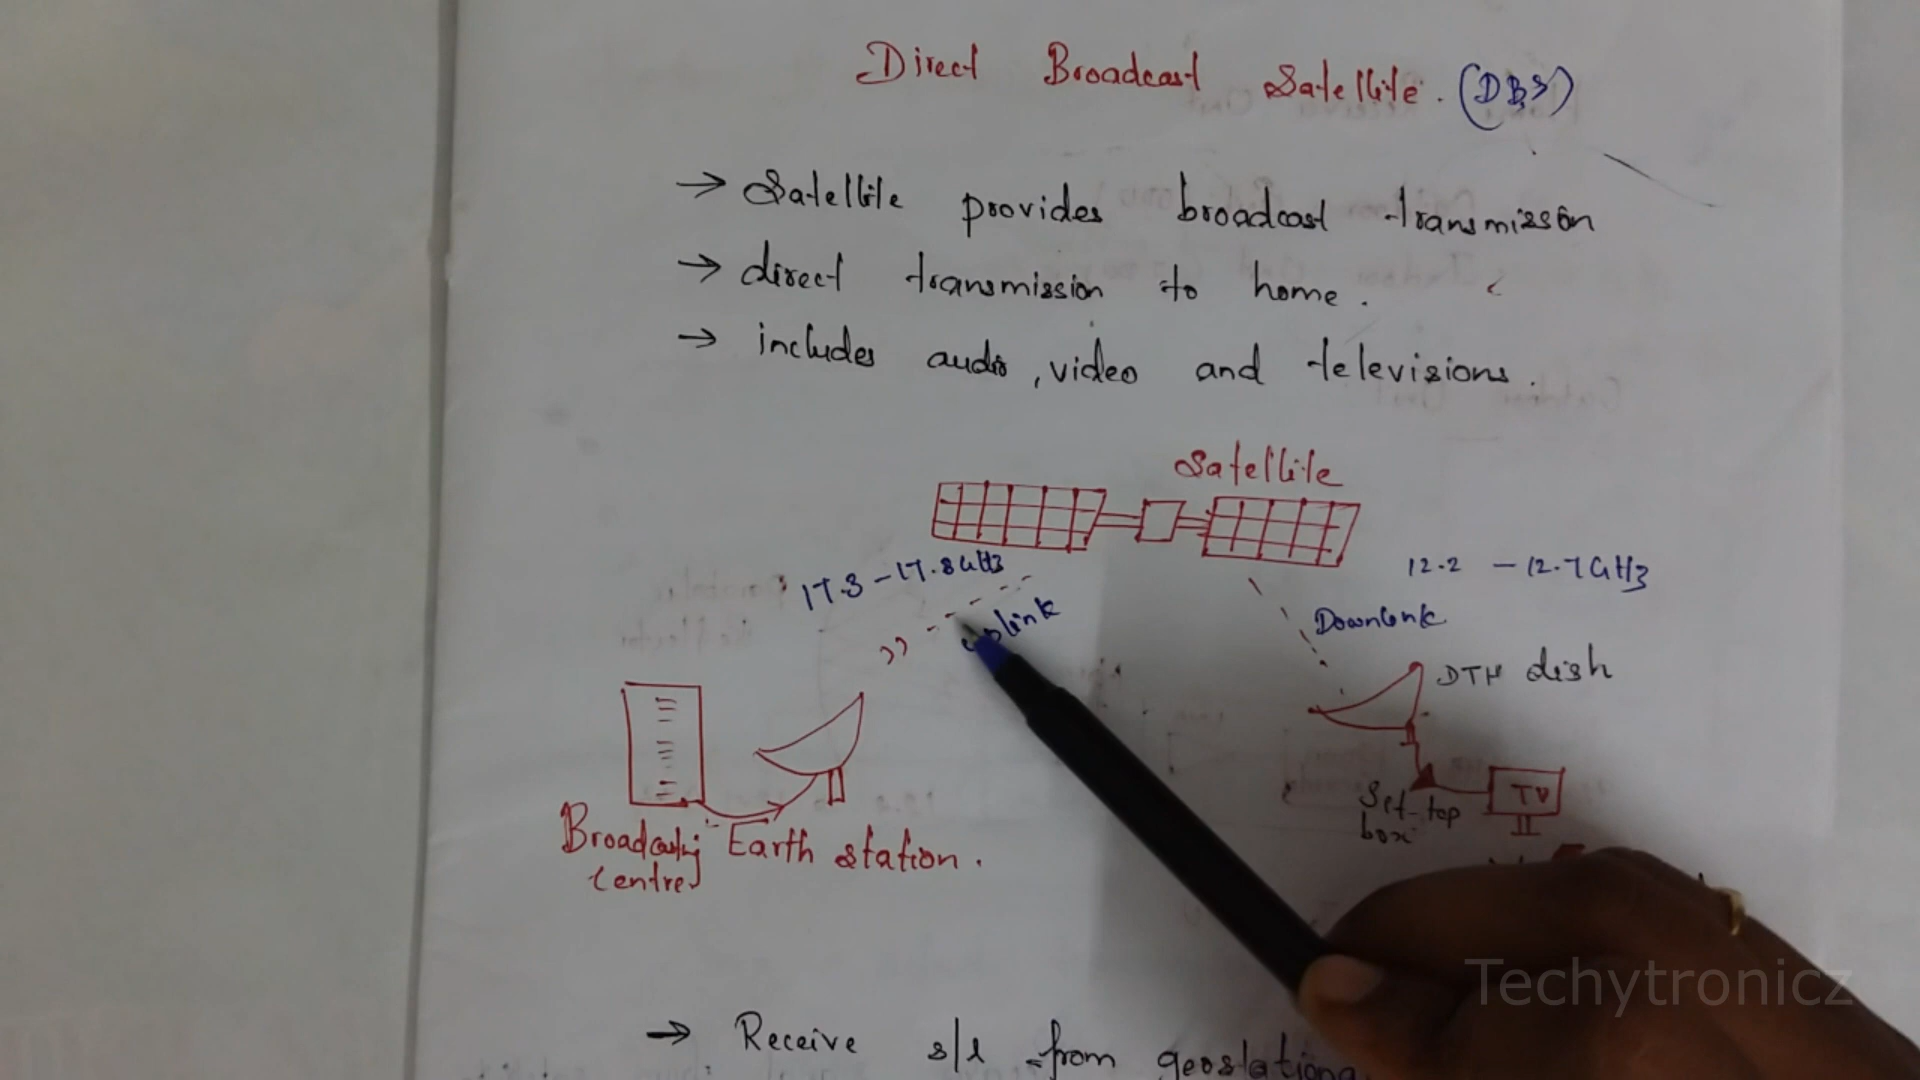 Direct Broadcast Satellite. (DBS)
→ Satellite provides broadcast transmission
→ direct transmission to home.
→ includes audio, video and televisions.
Satellite
17.3 - 17.8 GHz
12.2 - 12.7 GHz
uplink
Downlink
DTH dish
TV
Set-top
box
Broadcasting Earth station.
centre
Techytronicz
→ Receive s/l from geostationa